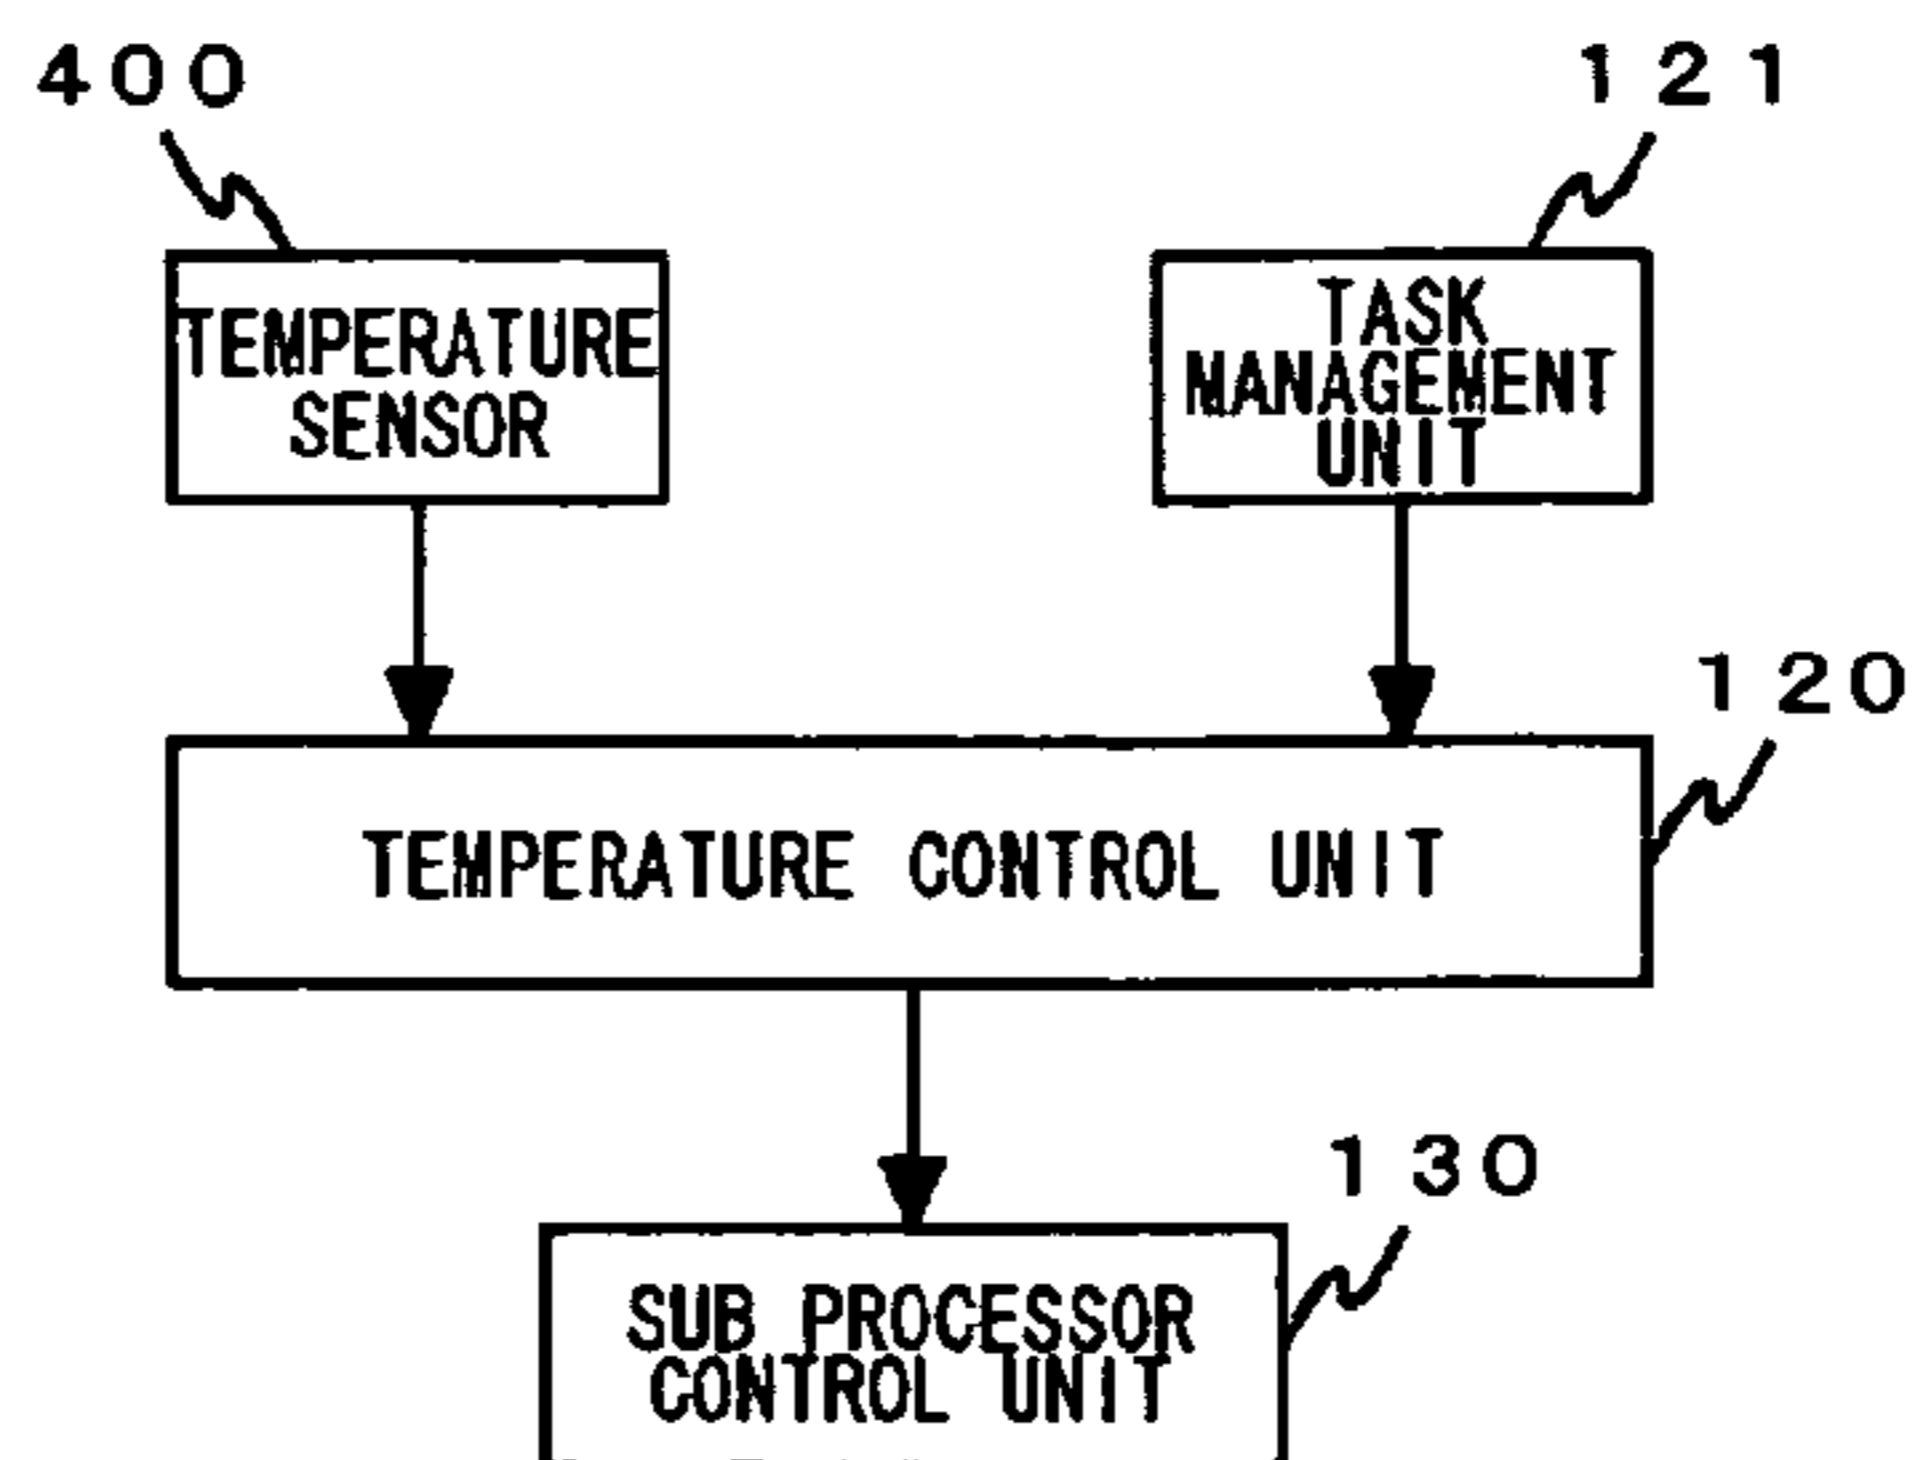 400
121
TEMPERATURE
SENSOR
TASK
MANAGEMENT
UNIT
120
TEMPERATURE CONTROL UNIT
130
SUB PROCESSOR
CONTROL UNIT